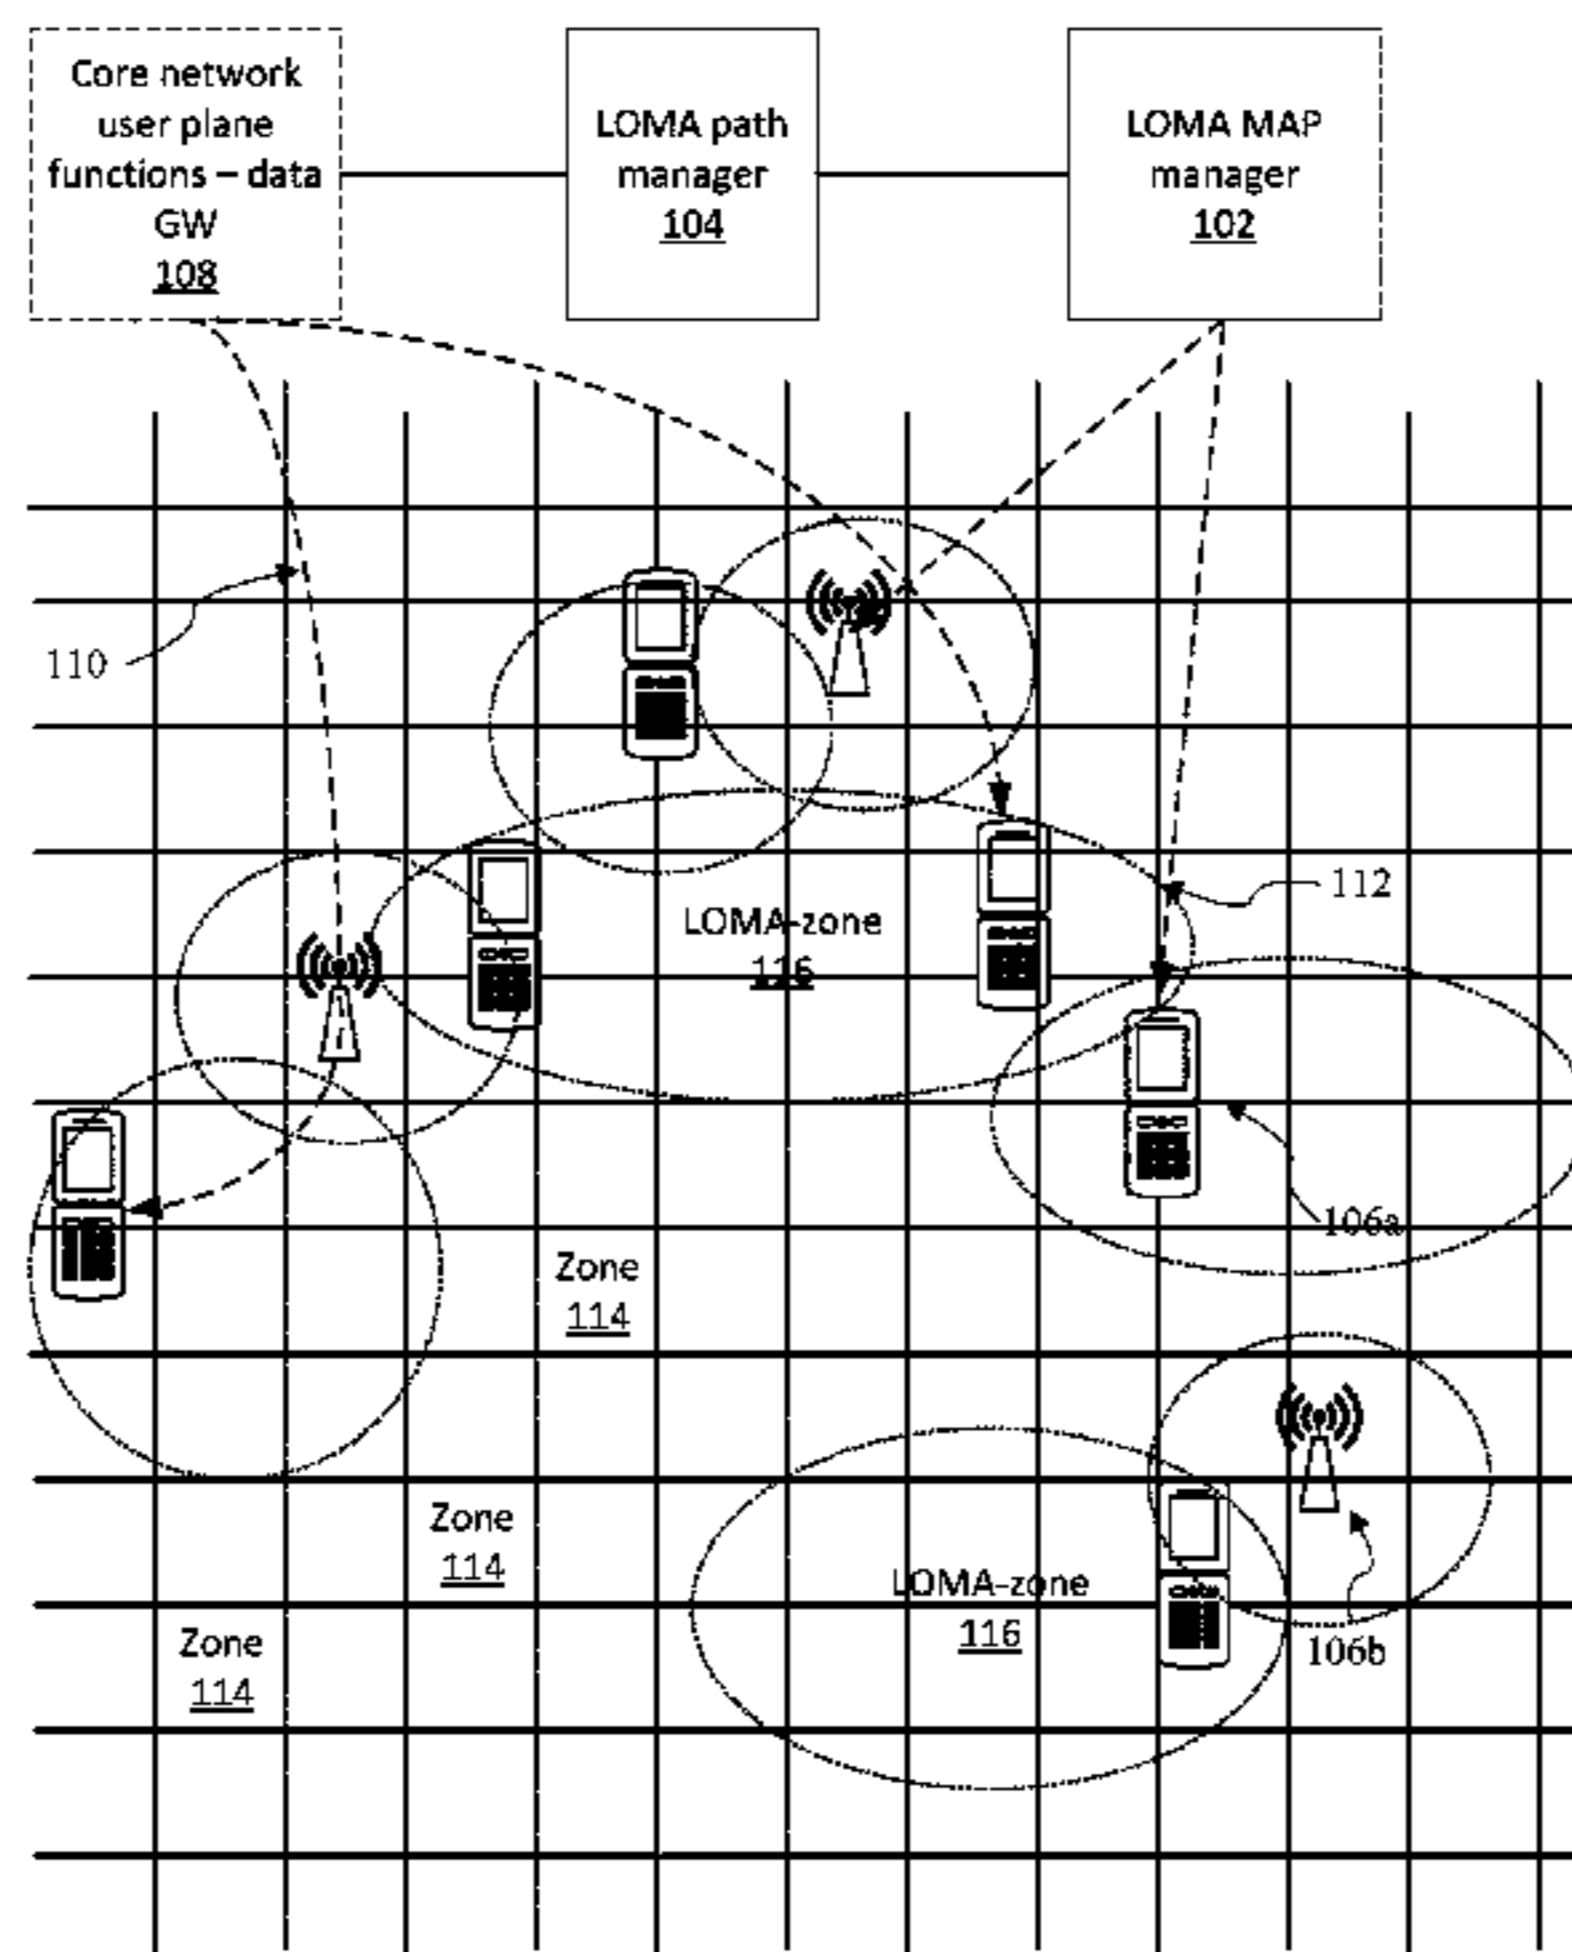 Core network
user plane
functions – data
GW
108
LOMA path
manager
104
LOMA MAP
manager
102
110
112
LOMA-zone
116
106a
Zone
114
Zone
114
LOMA-zone
116
106b
Zone
114